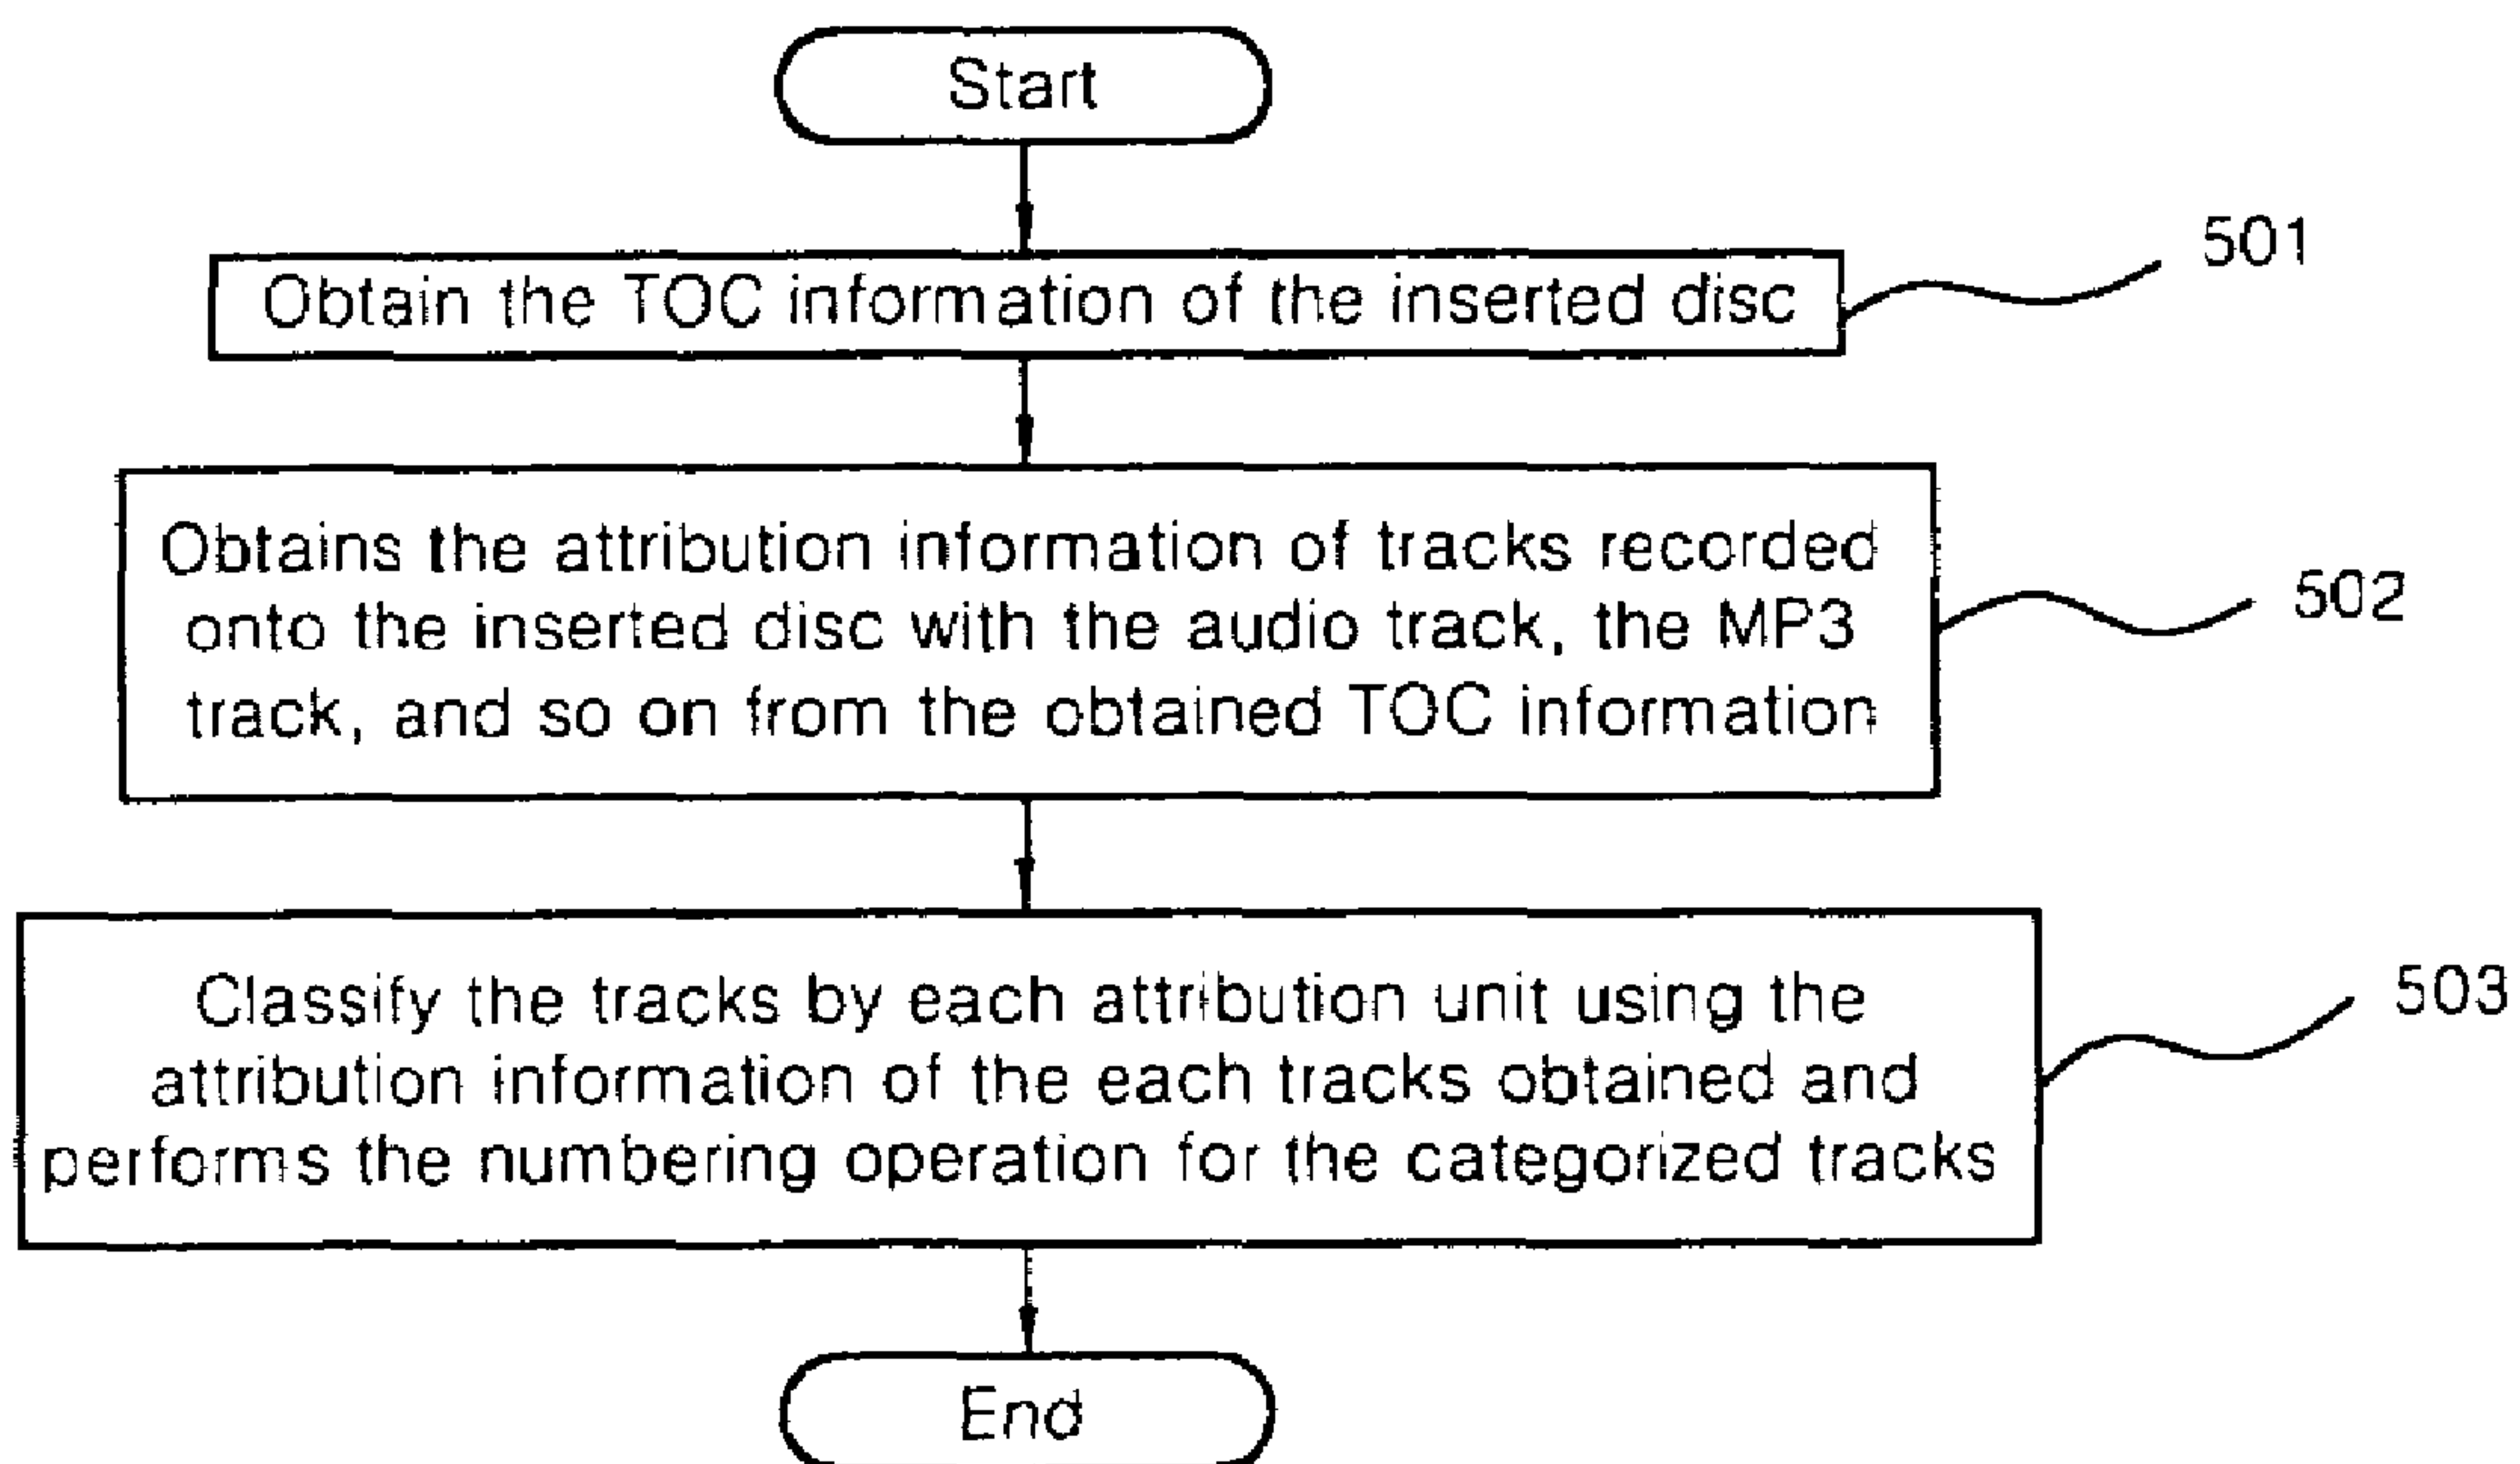 Start
501
Obtain the TOC information of the inserted disc
Obtains the attribution information of tracks recorded
onto the inserted disc with the audio track, the MP3
track, and so on from the obtained TOC information
502
Classify the tracks by each attribution unit using the
attribution information of the each tracks obtained and
performs the numbering operation for the categorized tracks
503
End